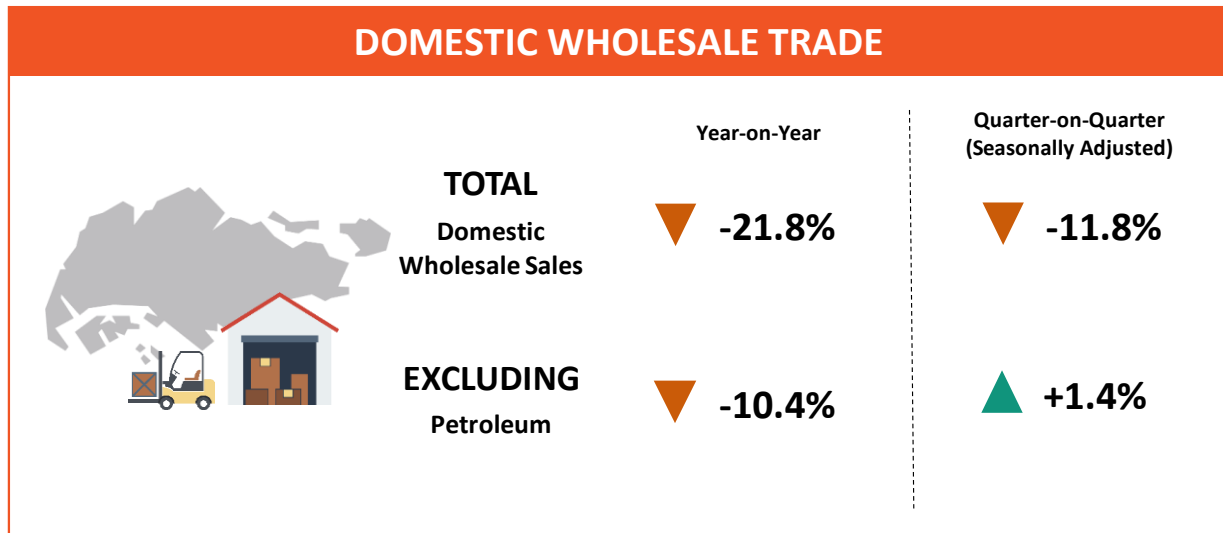 DOMESTIC WHOLESALE TRADE
Year-on-Year
Quarter-on-Quarter
(Seasonally Adjusted)
TOTAL
Domestic
Wholesale Sales
-21.8%
-11.8%
EXCLUDING
Petroleum
-10.4%
+1.4%